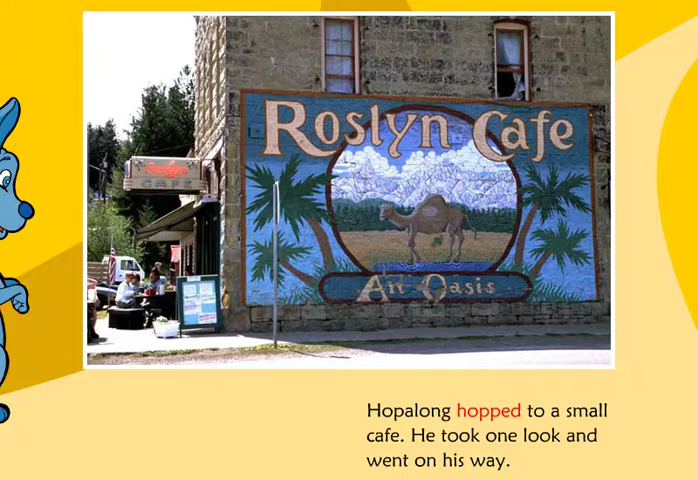 Roslyn Cafe
Roslyn
CAFE
An Oasis
Hopalong hopped to a small
cafe. He took one look and
went on his way.